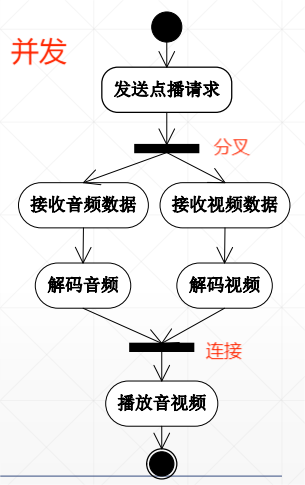 并发
发送点播请求
分叉
接收音频数据
接收视频数据
解码音频
解码视频
连接
播放音视频